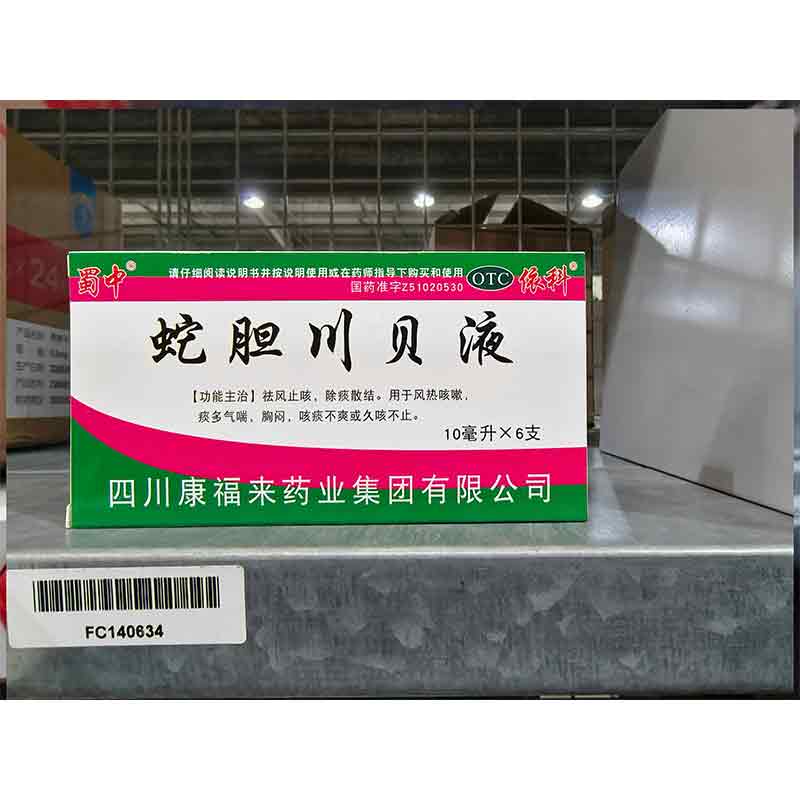 蜀中
请仔细阅读说明书并按说明使用或在药师指导下购买和使用
国药准字Z51020530
OTC
依科
蛇胆川贝液
【功能主治】祛风止咳,除痰散结。用于风热咳嗽,
痰多气喘,胸闷,咳痰不爽或久咳不止。
10毫升×6支
四川康福来药业集团有限公司
FC140634
24